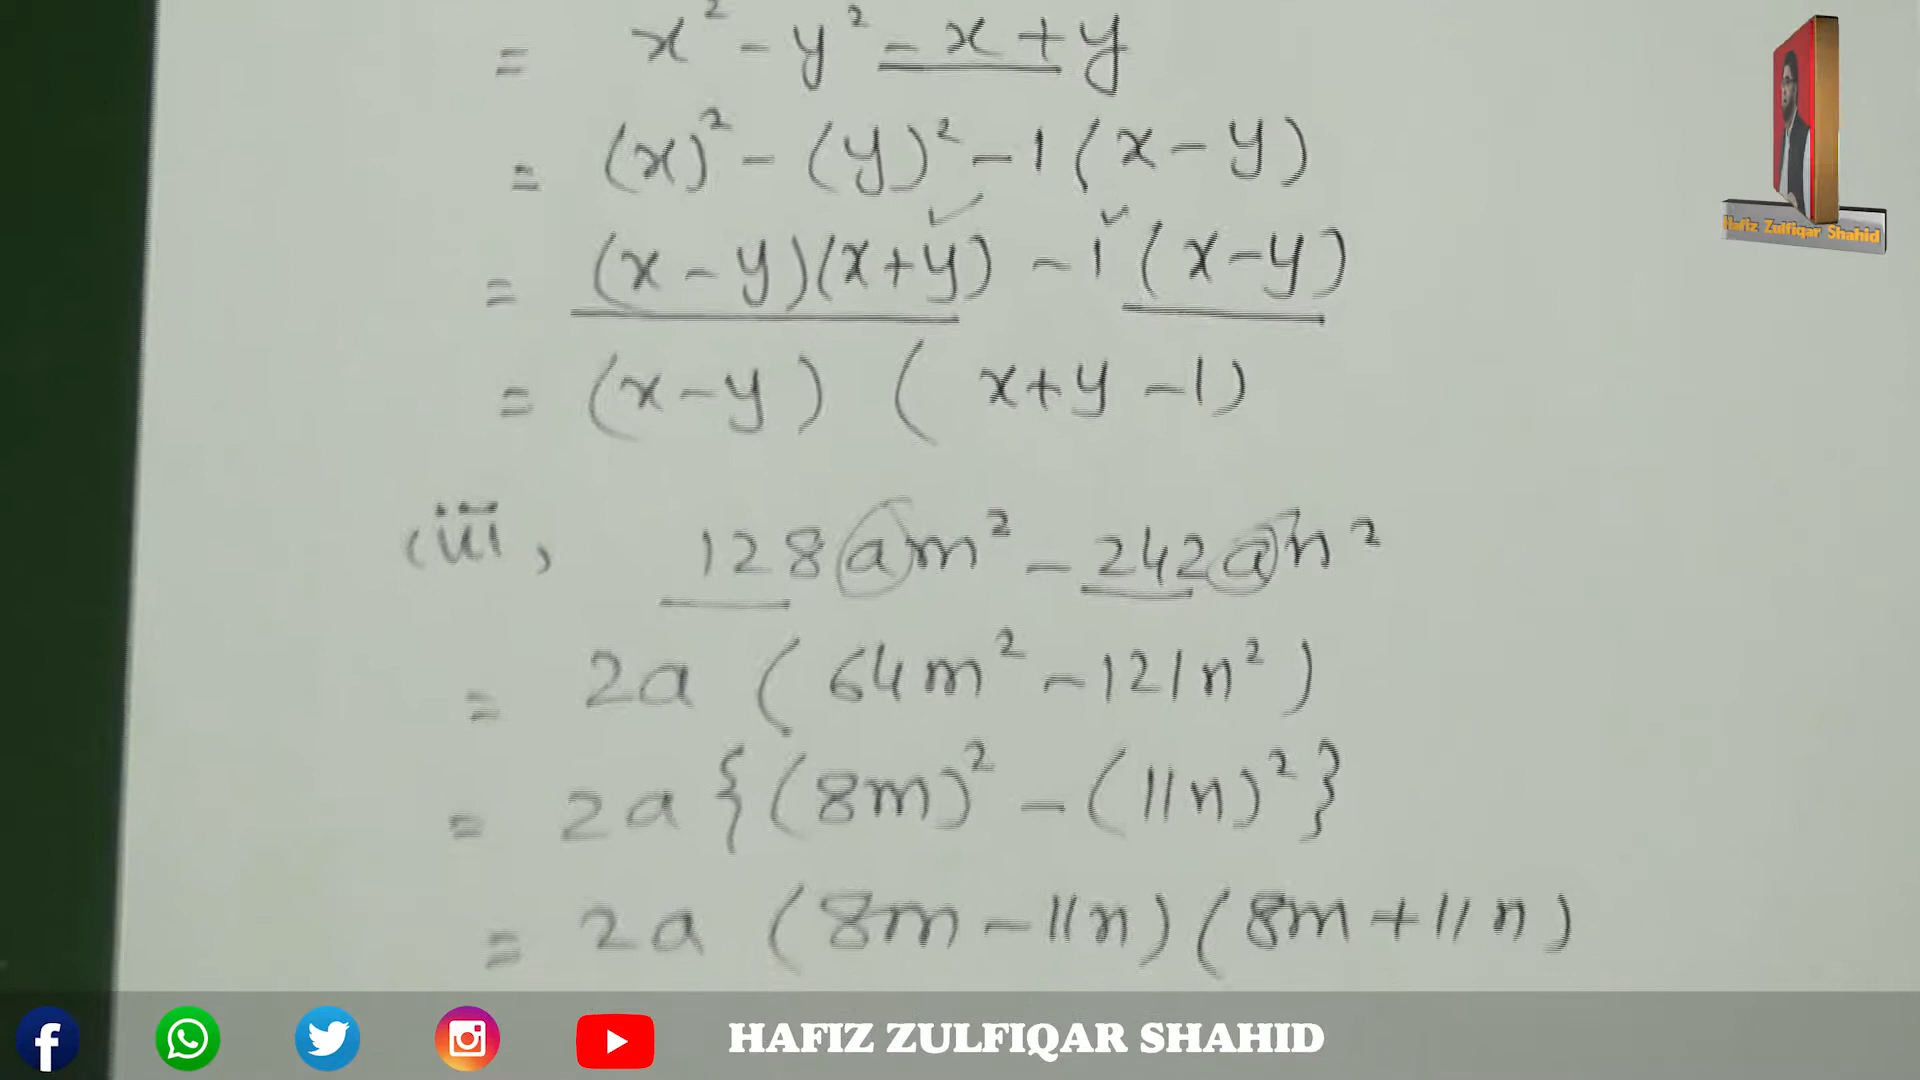 = x² - y² - x + y
= (x)² - (y)² - 1 (x - y)
= (x - y)(x + y) - 1 (x - y)
= (x - y) ( x + y - 1)
(iii, 128am² - 242an²
= 2a (64m² - 121n²)
= 2a {(8m)² - (11n)²}
= 2a (8m - 11n) (8m + 11n)
Hafiz Zulfiqar Shahid
HAFIZ ZULFIQAR SHAHID